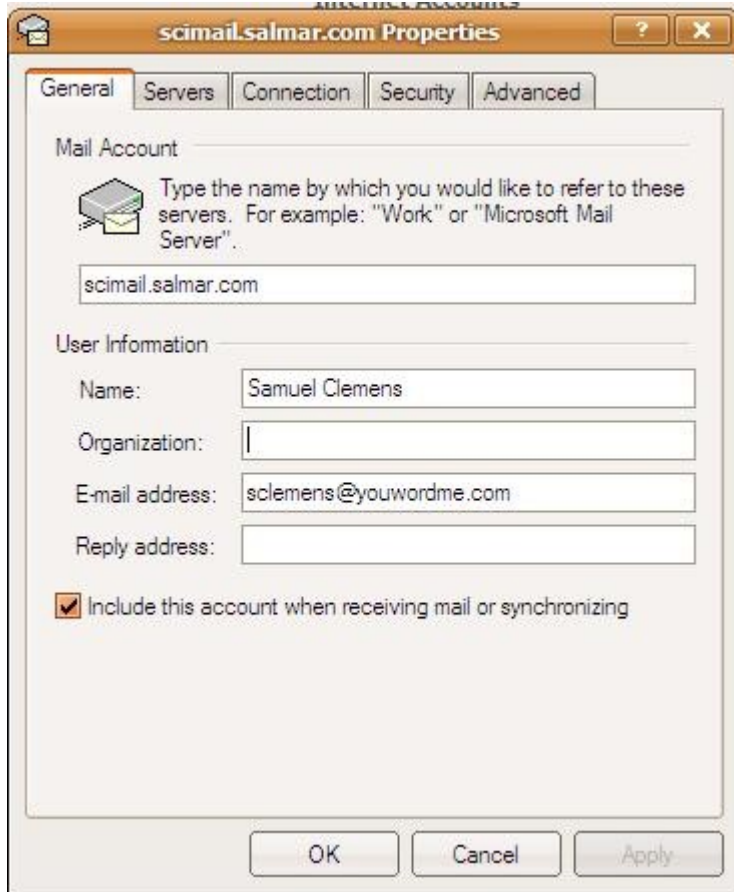 Internet Accounts
scimail.salmar.com Properties
? X
General Servers Connection Security Advanced
Mail Account
Type the name by which you would like to refer to these
servers. For example: "Work" or "Microsoft Mail
Server".
scimail.salmar.com
User Information
Name: Samuel Clemens
Organization:
E-mail address: sclemens@youwordme.com
Reply address:
Include this account when receiving mail or synchronizing
OK Cancel Apply